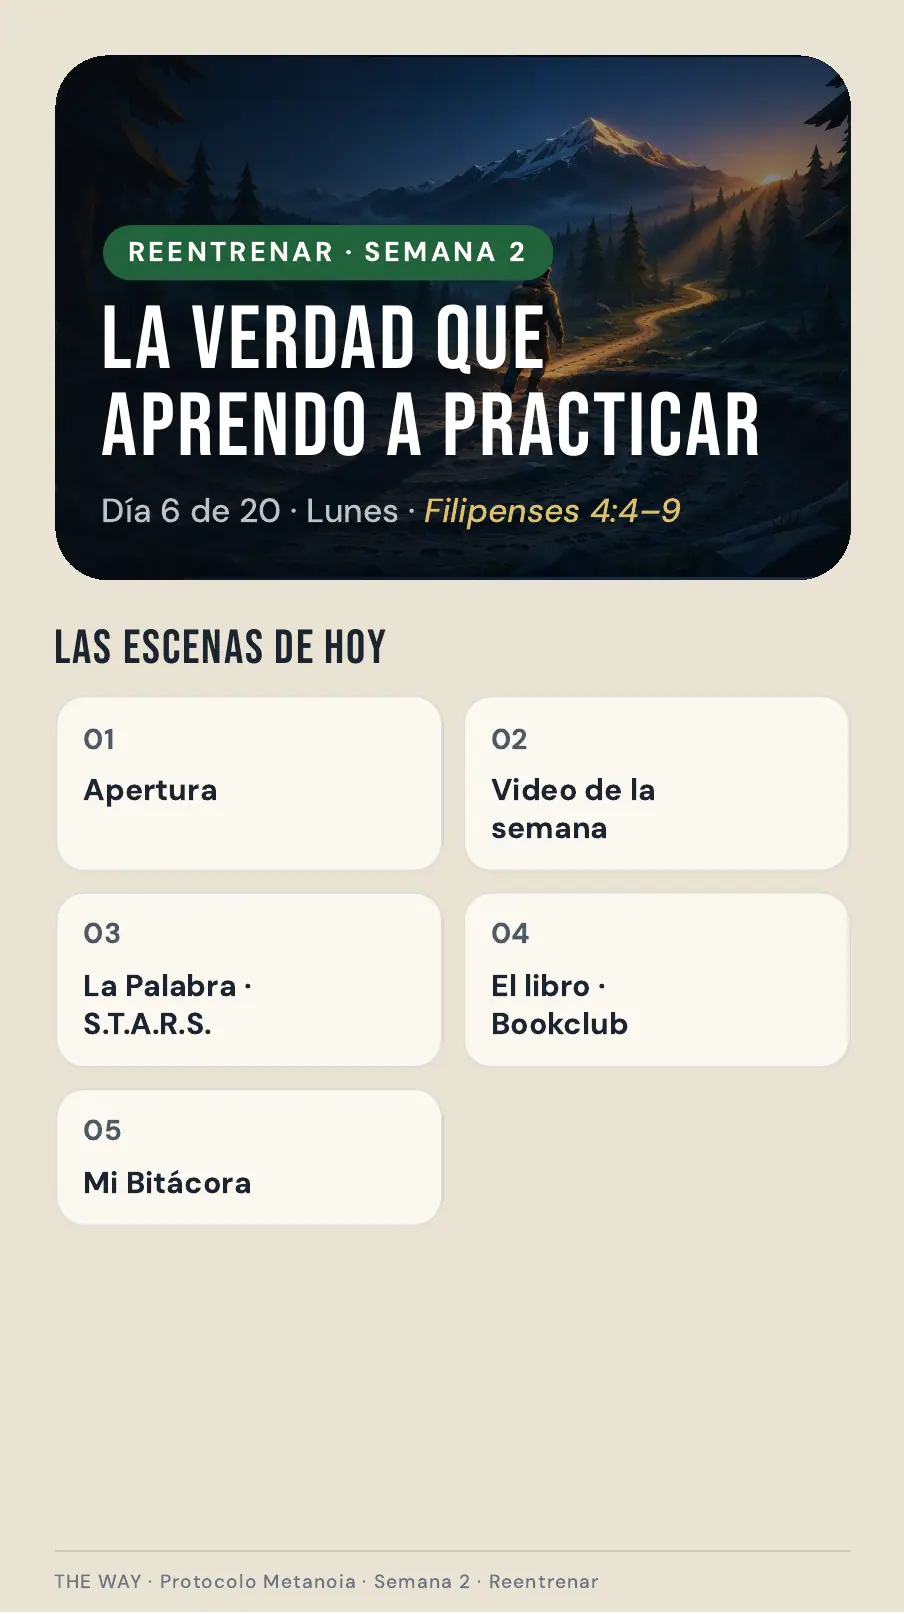 REENTRENAR · SEMANA 2
LA VERDAD QUE
APRENDO A PRACTICAR
Día 6 de 20 · Lunes · Filipenses 4:4–9
LAS ESCENAS DE HOY
01
Apertura
02
Video de la
semana
03
La Palabra ·
S.T.A.R.S.
04
El libro ·
Bookclub
05
Mi Bitácora
THE WAY · Protocolo Metanoia · Semana 2 · Reentrenar